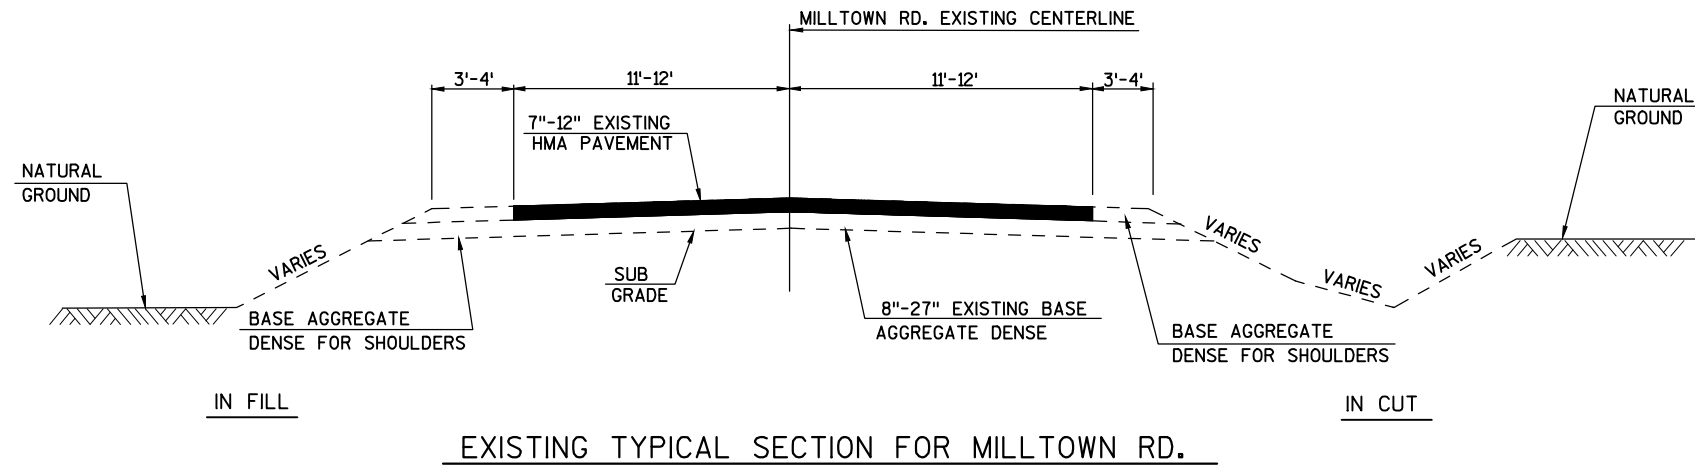 MILLTOWN RD. EXISTING CENTERLINE
3'-4'
11'-12'
11'-12'
3'-4'
7"-12" EXISTING
HMA PAVEMENT
NATURAL
GROUND
NATURAL
GROUND
VARIES
VARIES
VARIES
VARIES
SUB
GRADE
BASE AGGREGATE
DENSE FOR SHOULDERS
8"-27" EXISTING BASE
AGGREGATE DENSE
BASE AGGREGATE
DENSE FOR SHOULDERS
IN FILL
IN CUT
EXISTING TYPICAL SECTION FOR MILLTOWN RD.